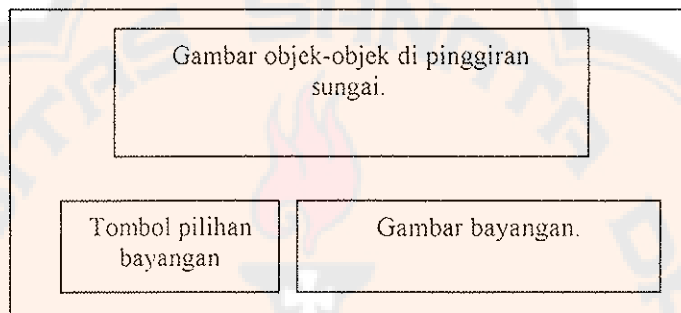 Gambar objek-objek di pinggiran
sungai.
Tombol pilihan
bayangan
Gambar bayangan.